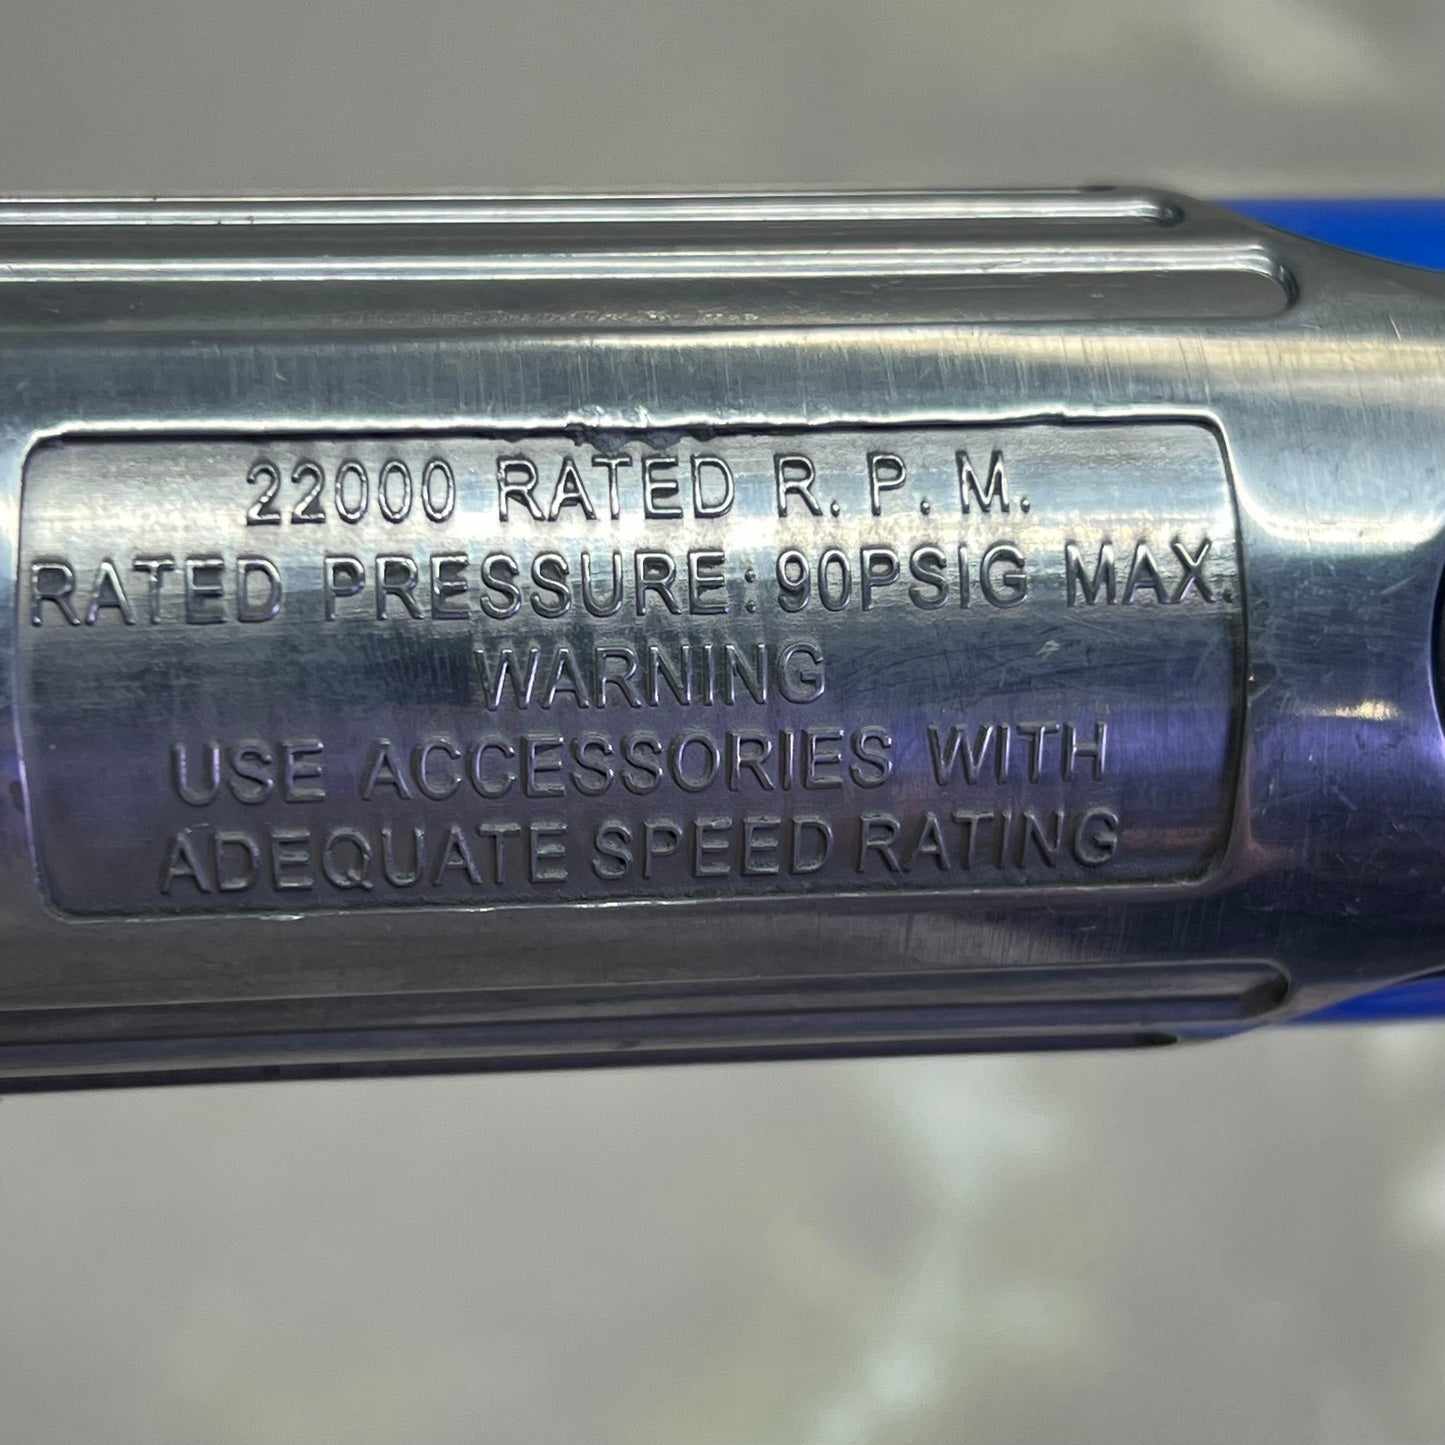 22000 RATED R. P. M.
RATED PRESSURE: 90PSIG MAX.
WARNING
USE ACCESSORIES WITH
ADEQUATE SPEED RATING